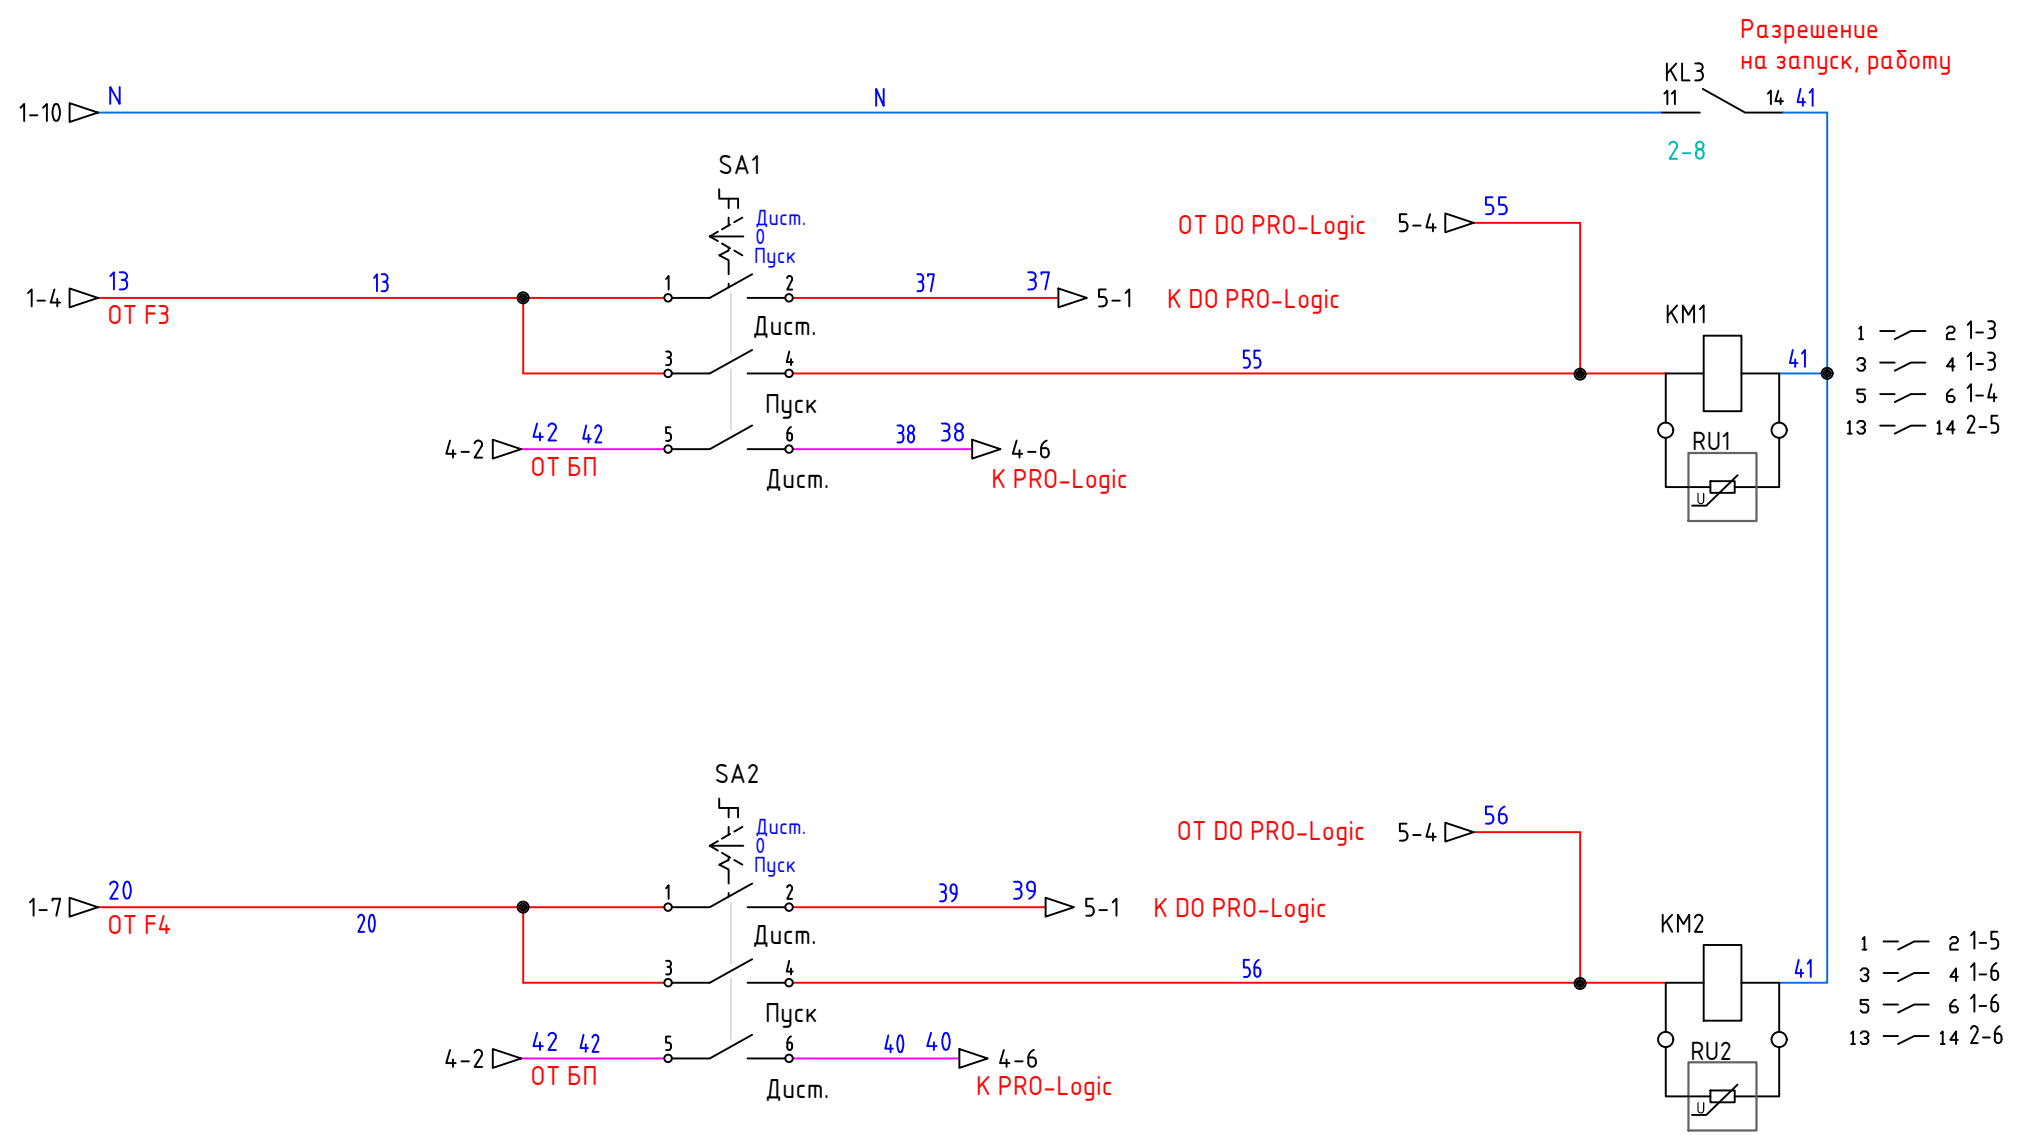 Разрешение
на запуск, работу
KL3
1-10 N N 11 14 41
2-8
SA1
Дист.
0
Пуск
ОТ DO PRO-Logic 5-4 55
1-4 13 13 1 2 37 37 5-1 К DO PRO-Logic
ОТ F3
Дист.
3 4 55
KM1
41
1 2 1-3
3 4 1-3
5 6 1-4
13 14 2-5
Пуск
4-2 42 42 5 6 38 38 4-6
ОТ БП
К PRO-Logic
Дист.
RU1
U
SA2
Дист.
0
Пуск
ОТ DO PRO-Logic 5-4 56
1-7 20 20 1 2 39 39 5-1 К DO PRO-Logic
ОТ F4
Дист.
3 4 56
KM2
41
1 2 1-5
3 4 1-6
5 6 1-6
13 14 2-6
Пуск
4-2 42 42 5 6 40 40 4-6
ОТ БП
К PRO-Logic
Дист.
RU2
U